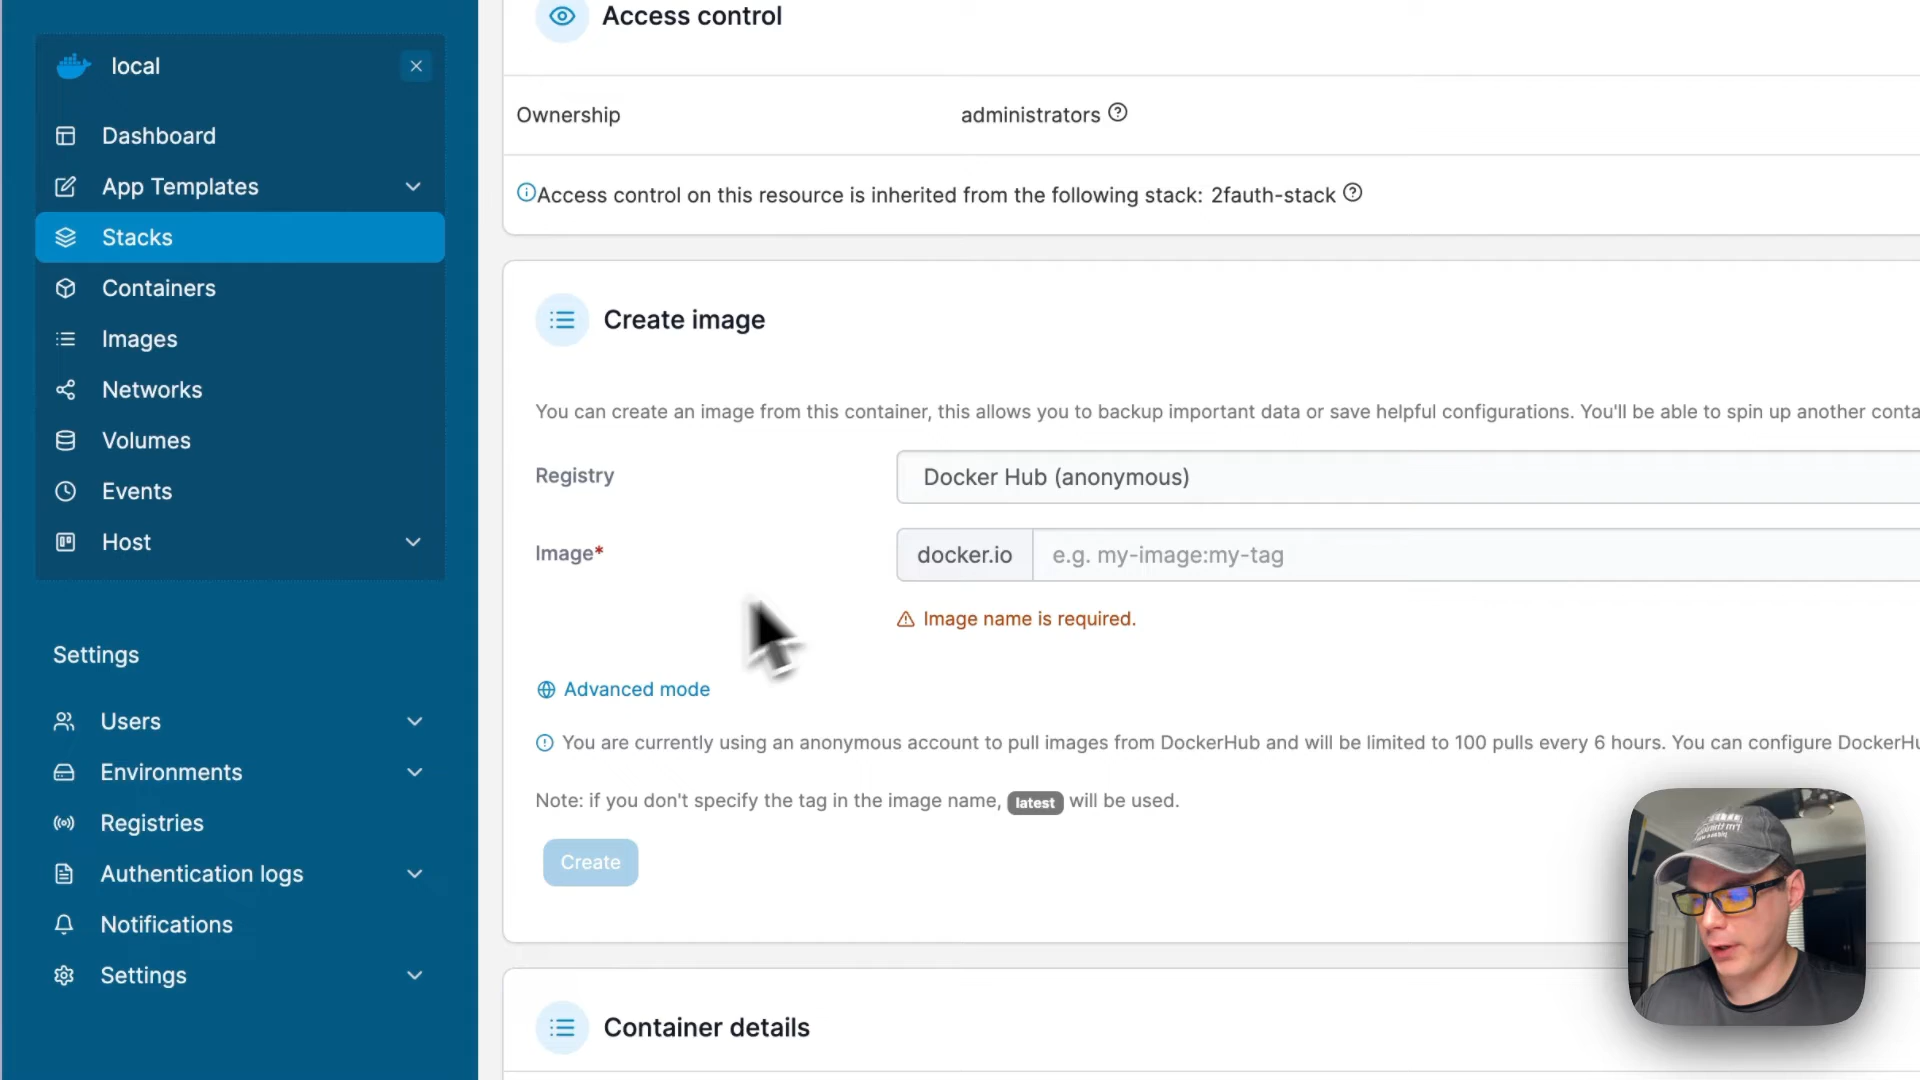 local
Dashboard
App Templates
Stacks
Containers
Images
Networks
Volumes
Events
Host
Settings
Users
Environments
Registries
Authentication logs
Notifications
Settings
Access control
Ownership
administrators
Access control on this resource is inherited from the following stack: 2fauth-stack
Create image
You can create an image from this container, this allows you to backup important data or save helpful configurations. You'll be able to spin up another conta
Registry
Docker Hub (anonymous)
Image*
docker.io
e.g. my-image:my-tag
Image name is required.
Advanced mode
You are currently using an anonymous account to pull images from DockerHub and will be limited to 100 pulls every 6 hours. You can configure DockerHu
Note: if you don't specify the tag in the image name, latest will be used.
Create
Container details